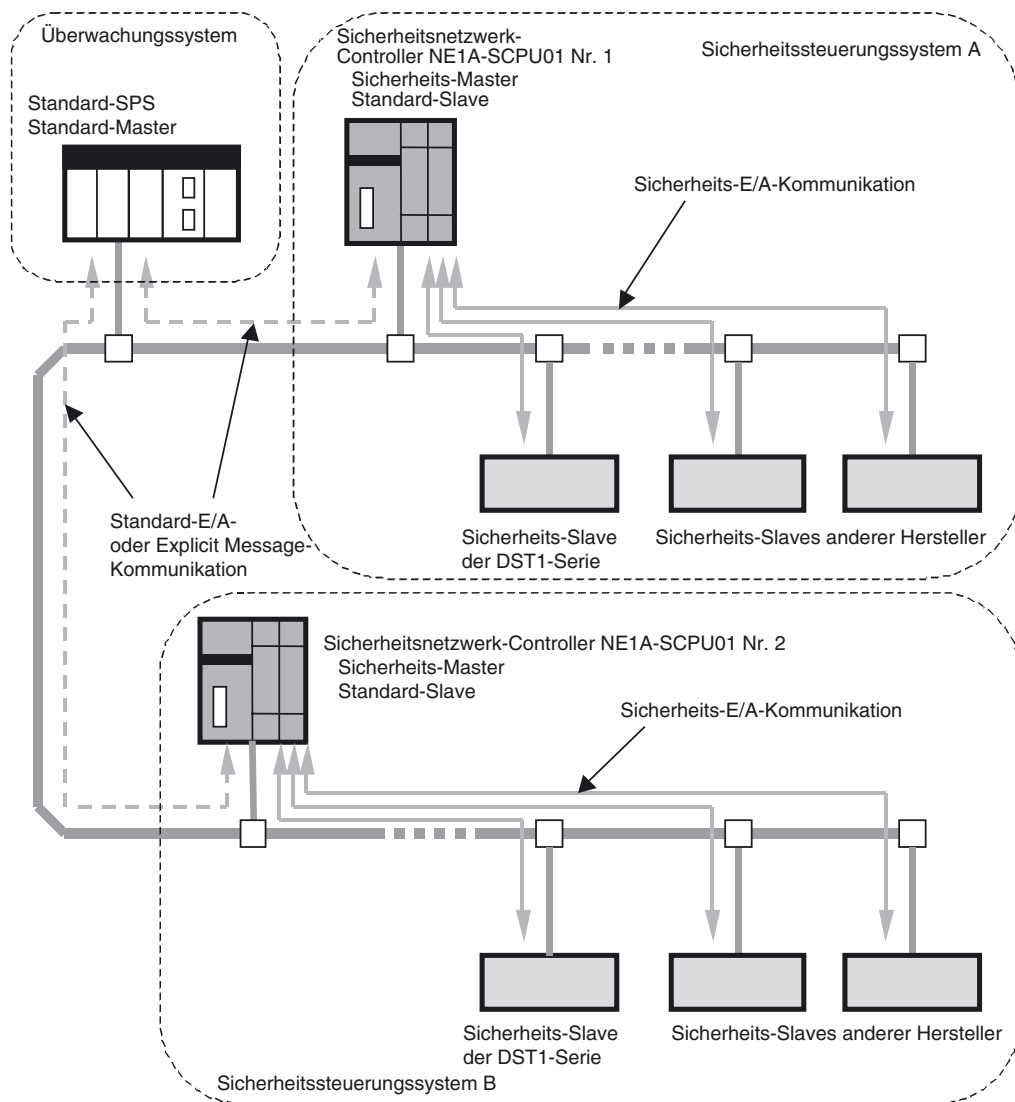 Überwachungssystem
Standard-SPS
Standard-Master
Sicherheitsnetzwerk-
Controller NE1A-SCPU01 Nr. 1
Sicherheits-Master
Standard-Slave
Sicherheitssteuerungssystem A
Sicherheits-E/A-Kommunikation
Standard-E/A-
oder Explicit Message-
Kommunikation
Sicherheits-Slave
der DST1-Serie
Sicherheits-Slaves anderer Hersteller
Sicherheitsnetzwerk-Controller NE1A-SCPU01 Nr. 2
Sicherheits-Master
Standard-Slave
Sicherheits-E/A-Kommunikation
Sicherheits-Slave
der DST1-Serie
Sicherheits-Slaves anderer Hersteller
Sicherheitssteuerungssystem B